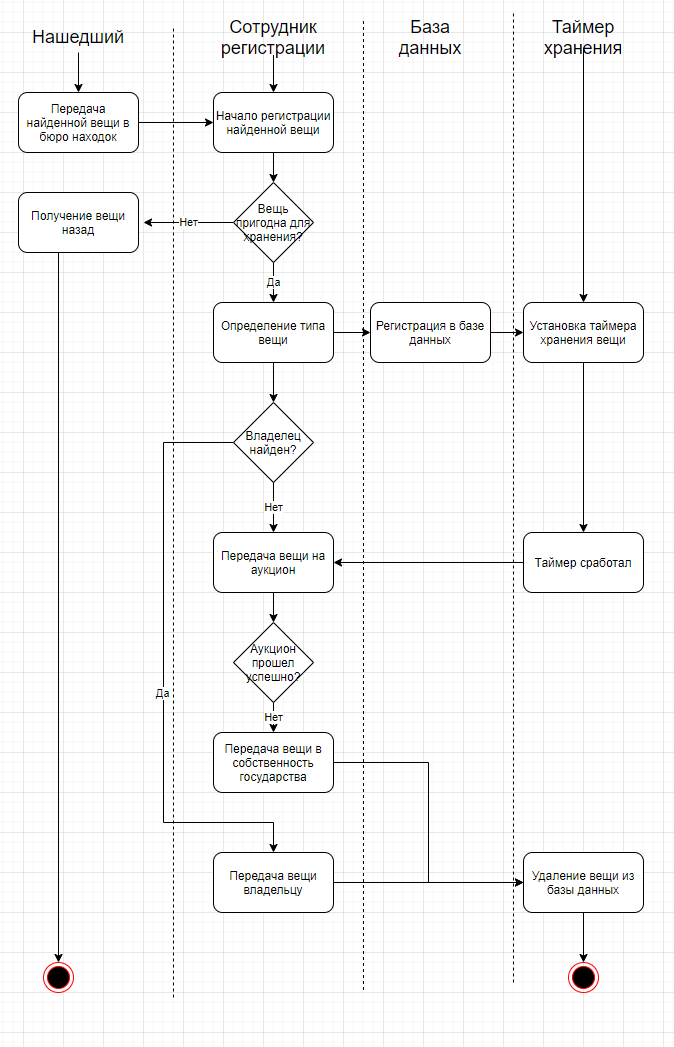 Нашедший
Сотрудник
регистрации
База
данных
Таймер
хранения
Передача
найденной вещи в
бюро находок
Начало регистрации
найденной вещи
Получение вещи
назад
Нет
Вещь
пригодна для
хранения?
Да
Определение типа
вещи
Регистрация в базе
данных
Установка таймера
хранения вещи
Владелец
найден?
Нет
Передача вещи на
аукцион
Таймер сработал
Аукцион
прошел
успешно?
Да
Нет
Передача вещи в
собственность
государства
Передача вещи
владельцу
Удаление вещи из
базы данных